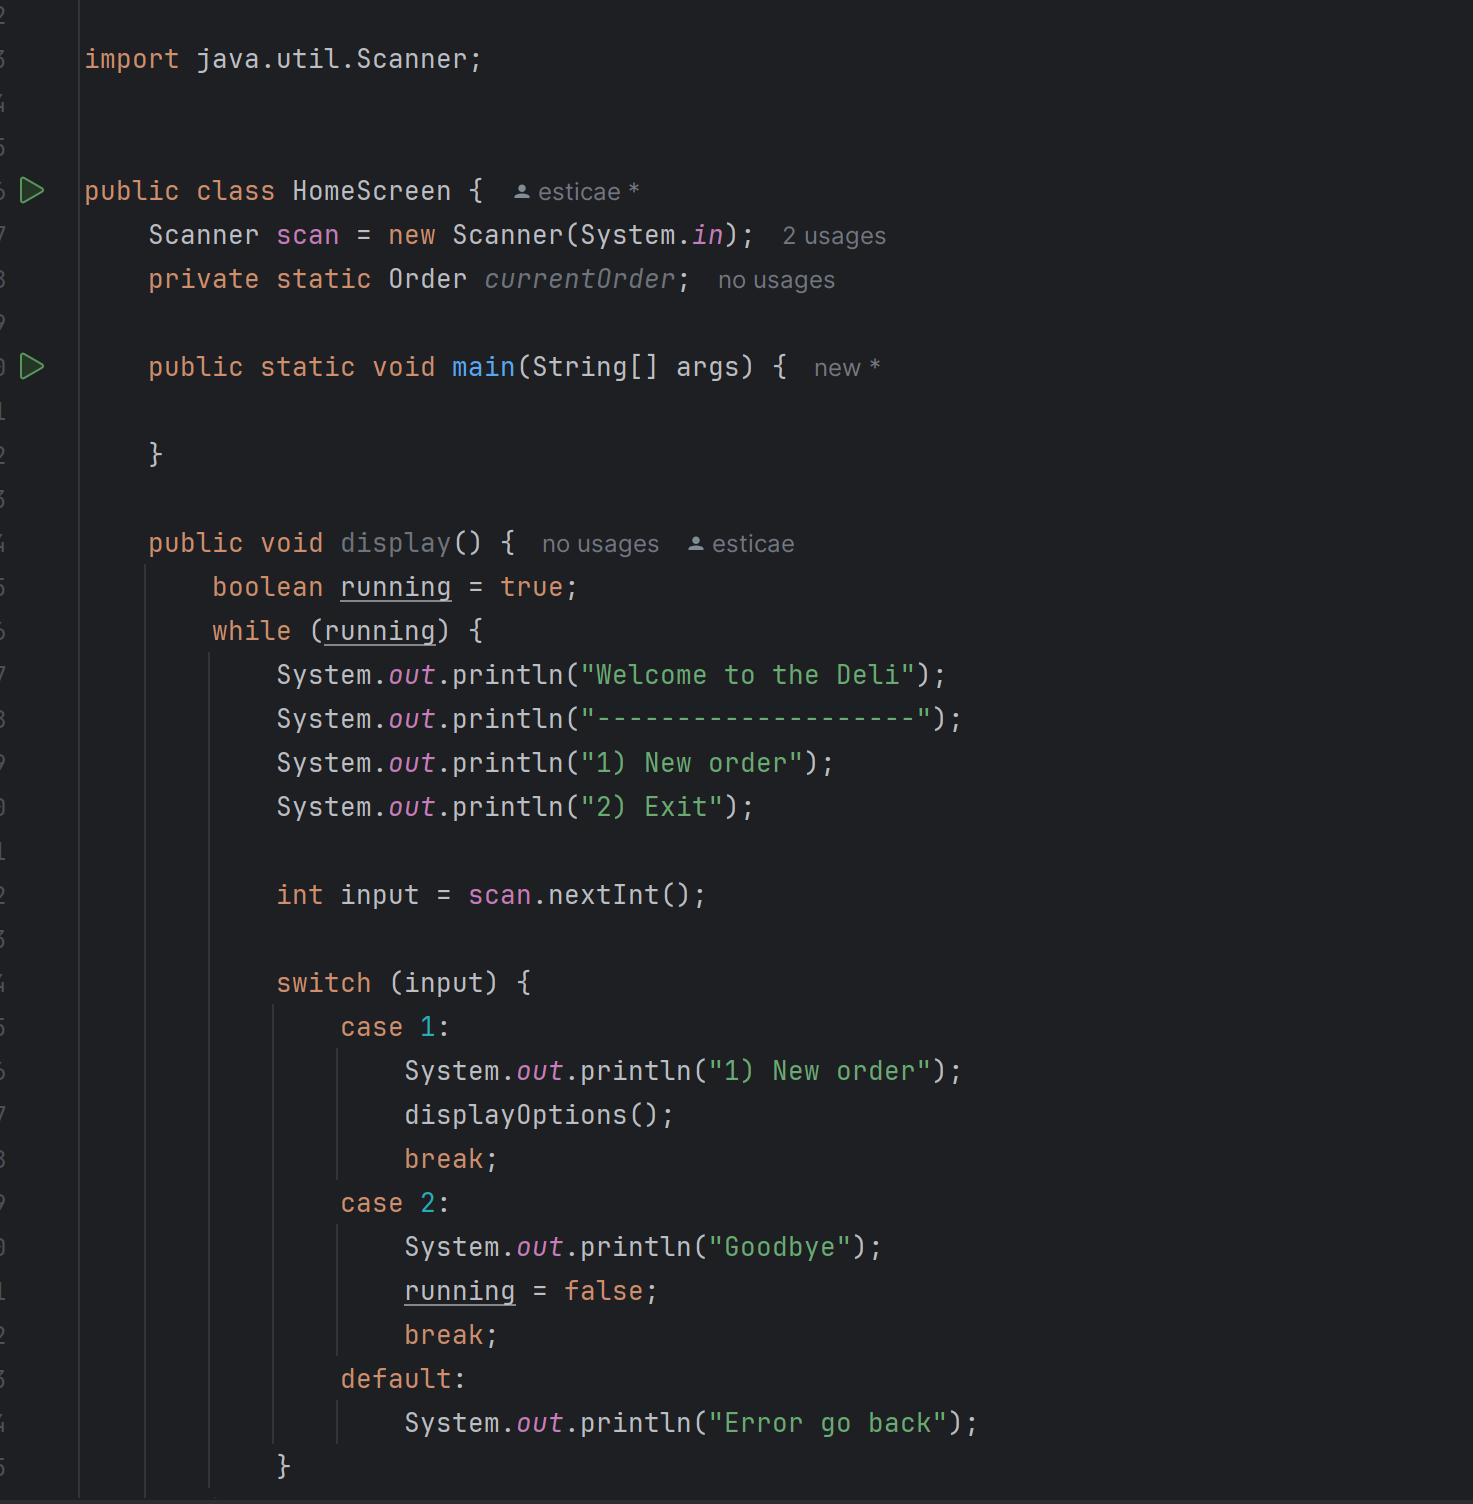 import java.util.Scanner;
public class HomeScreen { esticae *
Scanner scan = new Scanner(System.in); 2 usages
private static Order currentOrder; no usages
public static void main(String[] args) { new *
}
public void display() { no usages esticae
boolean running = true;
while (running) {
System.out.println("Welcome to the Deli");
System.out.println("--------------------");
System.out.println("1) New order");
System.out.println("2) Exit");
int input = scan.nextInt();
switch (input) {
case 1:
System.out.println("1) New order");
displayOptions();
break;
case 2:
System.out.println("Goodbye");
running = false;
break;
default:
System.out.println("Error go back");
}